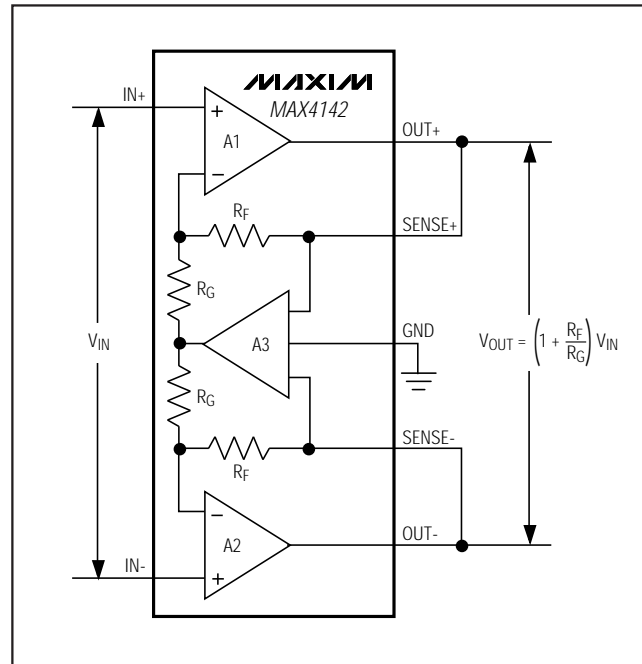 MAXIM
MAX4142
IN+
+
A1
OUT+
−
RF
SENSE+
RG
VIN
A3
GND
VOUT = (1 + RF/RG) VIN
RG
SENSE-
RF
−
A2
OUT-
IN-
+